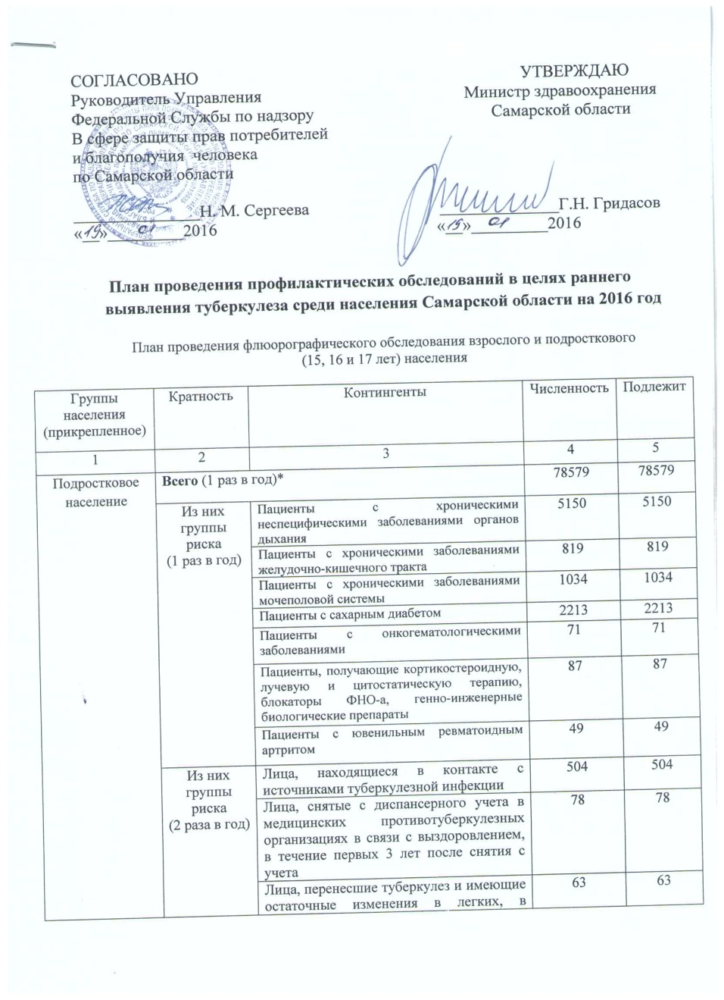 СОГЛАСОВАНО
Руководитель Управления
Федеральной Службы по надзору
В сфере защиты прав потребителей
и благополучия человека
по Самарской области
Н. М. Сергеева
«19» 01 2016
УТВЕРЖДАЮ
Министр здравоохранения
Самарской области
Г.Н. Гридасов
«19» 01 2016
План проведения профилактических обследований в целях раннего
выявления туберкулеза среди населения Самарской области на 2016 год
План проведения флюорографического обследования взрослого и подросткового
(15, 16 и 17 лет) населения
Группы
населения
(прикрепленное)
Кратность
Контингенты
Численность
Подлежит
1
2
3
4
5
Подростковое
население
Всего (1 раз в год)*
78579
78579
Из них
группы
риска
(1 раз в год)
Пациенты с хроническими
неспецифическими заболеваниями органов
дыхания
5150
5150
Пациенты с хроническими заболеваниями
желудочно-кишечного тракта
819
819
Пациенты с хроническими заболеваниями
мочеполовой системы
1034
1034
Пациенты с сахарным диабетом
2213
2213
Пациенты с онкогематологическими
заболеваниями
71
71
Пациенты, получающие кортикостероидную,
лучевую и цитостатическую терапию,
блокаторы ФНО-а, генно-инженерные
биологические препараты
87
87
Пациенты с ювенильным ревматоидным
артритом
49
49
Из них
группы
риска
(2 раза в год)
Лица, находящиеся в контакте с
источниками туберкулезной инфекции
504
504
Лица, снятые с диспансерного учета в
медицинских противотуберкулезных
организациях в связи с выздоровлением,
в течение первых 3 лет после снятия с
учета
78
78
Лица, перенесшие туберкулез и имеющие
остаточные изменения в легких, в
63
63